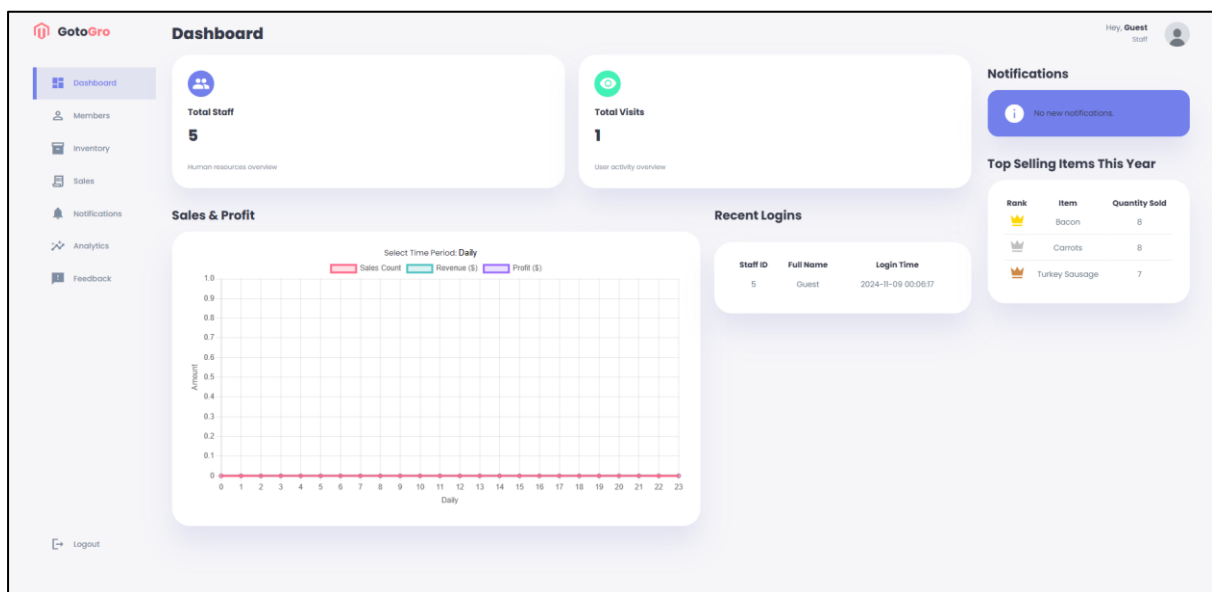 GotoGro
Dashboard
Members
Inventory
Sales
Notifications
Analytics
Feedback
Logout
Dashboard
Hey, Guest
Staff
Total Staff
5
Human resources overview
Total Visits
1
User activity overview
Sales & Profit
Select Time Period: Daily
Sales Count Revenue ($) Profit ($)
Amount
1.0
0.9
0.8
0.7
0.6
0.5
0.4
0.3
0.2
0.1
0
0 1 2 3 4 5 6 7 8 9 10 11 12 13 14 15 16 17 18 19 20 21 22 23
Daily
Recent Logins
Staff ID Full Name Login Time
5 Guest 2024-11-09 00:06:17
Notifications
No new notifications.
Top Selling Items This Year
Rank Item Quantity Sold
Bacon 8
Carrots 8
Turkey Sausage 7